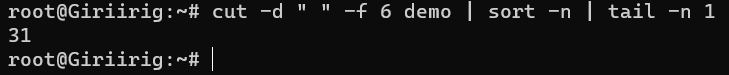 root@Giriirig:~# cut -d " " -f 6 demo | sort -n | tail -n 1
31
root@Giriirig:~#